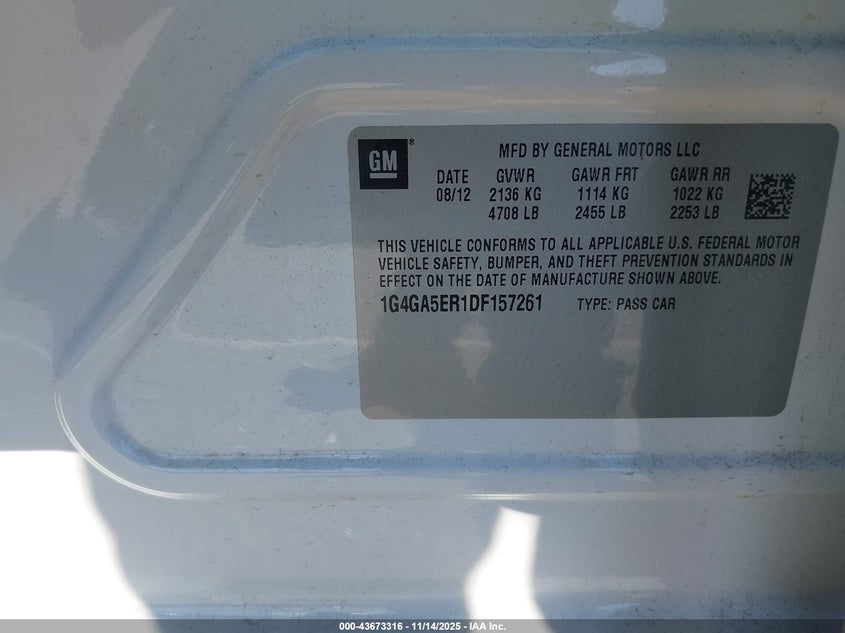 GM ®
MFD BY GENERAL MOTORS LLC
DATE GVWR GAWR FRT GAWR RR
08/12 2136 KG 1114 KG 1022 KG
4708 LB 2455 LB 2253 LB
THIS VEHICLE CONFORMS TO ALL APPLICABLE U.S. FEDERAL MOTOR
VEHICLE SAFETY, BUMPER, AND THEFT PREVENTION STANDARDS IN
EFFECT ON THE DATE OF MANUFACTURE SHOWN ABOVE.
1G4GA5ER1DF157261 TYPE: PASS CAR
000-43673316 - 11/14/2025 - IAA Inc.